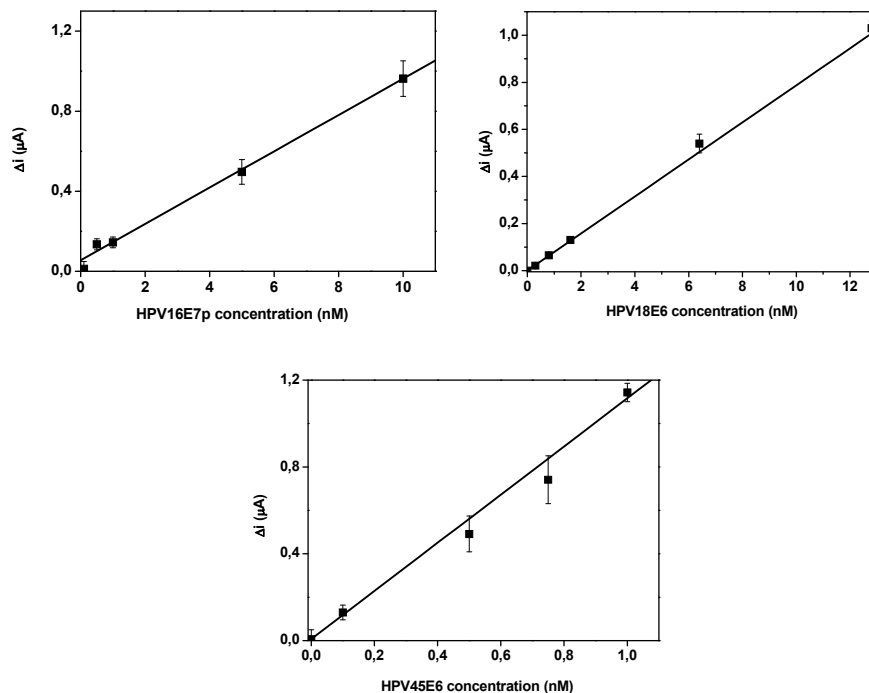 1,2
0,8
0,4
0,0
Δi (μA)
0 2 4 6 8 10
HPV16E7p concentration (nM)
1,0
0,8
0,6
0,4
0,2
0,0
Δi (μA)
0 2 4 6 8 10 12
HPV18E6 concentration (nM)
1,2
0,8
0,4
0,0
Δi (μA)
0,0 0,2 0,4 0,6 0,8 1,0
HPV45E6 concentration (nM)